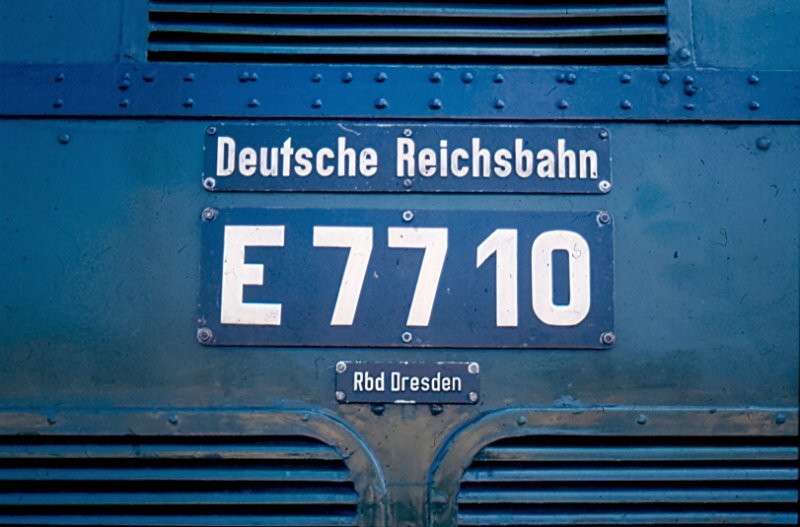 Deutsche Reichsbahn
E 77 10
Rbd Dresden